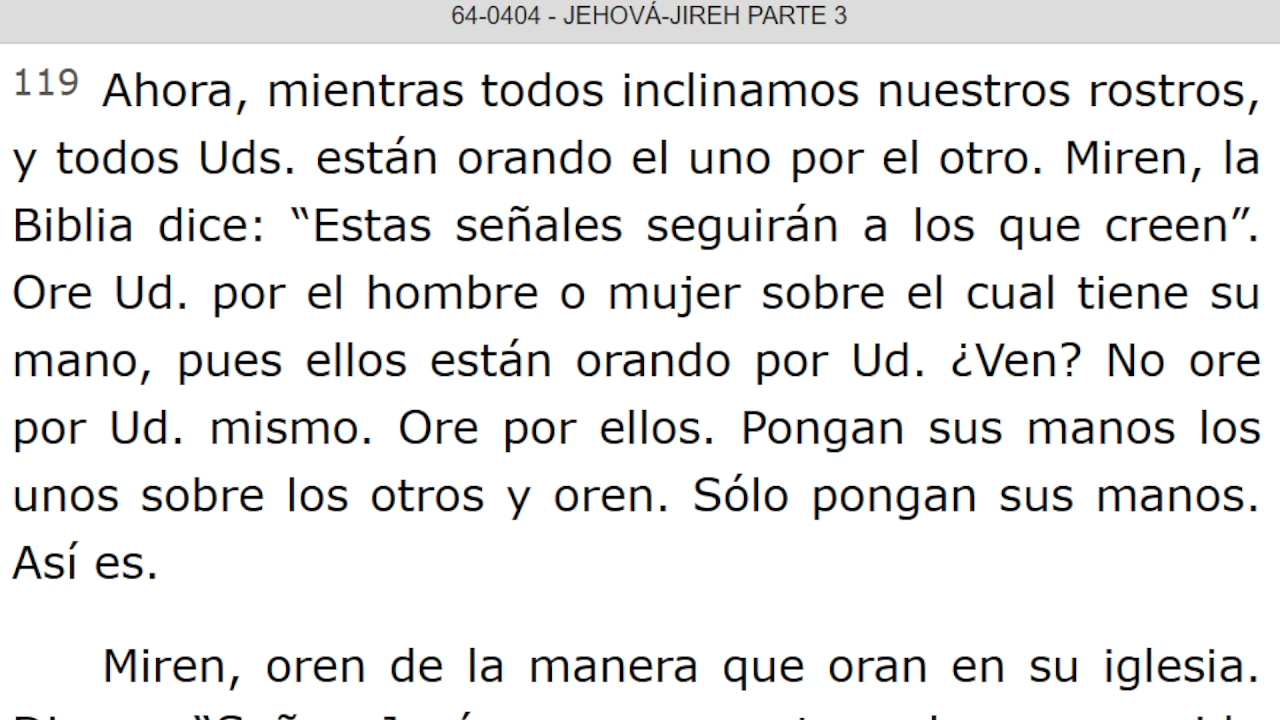 64-0404 - JEHOVÁ-JIREH PARTE 3
119 Ahora, mientras todos inclinamos nuestros rostros,
y todos Uds. están orando el uno por el otro. Miren, la
Biblia dice: “Estas señales seguirán a los que creen”.
Ore Ud. por el hombre o mujer sobre el cual tiene su
mano, pues ellos están orando por Ud. ¿Ven? No ore
por Ud. mismo. Ore por ellos. Pongan sus manos los
unos sobre los otros y oren. Sólo pongan sus manos.
Así es.
Miren, oren de la manera que oran en su iglesia.